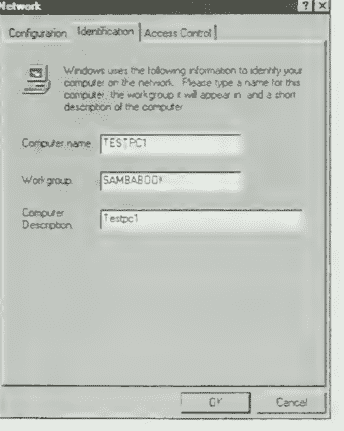 Network
Configuration Identification Access Control
Windows uses the following information to identify your
computer on the network. Please type a name for this
computer, the workgroup it will appear in and a short
description of the computer
Computer name TESTPC1
Workgroup. SAMBABOOK
Computer
Description. Testpc1
OK Cancel